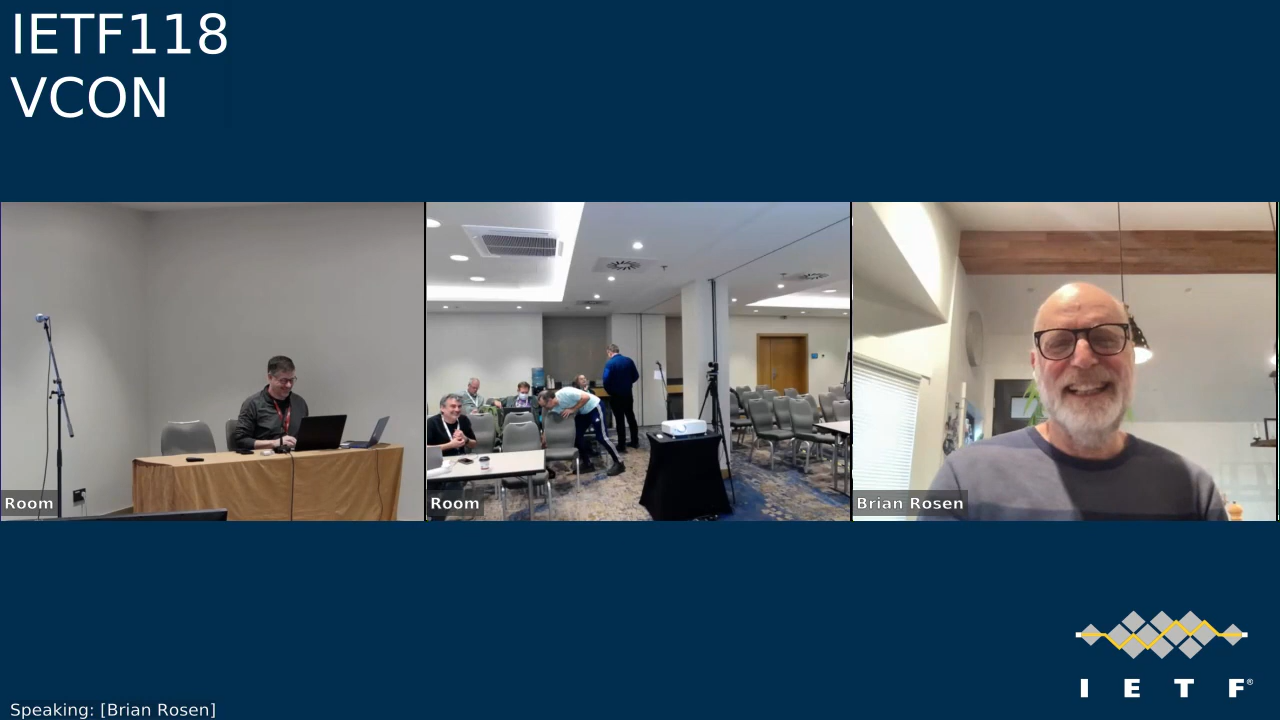 IETF118
VCON
Room
Room
Brian Rosen
I E T F®
Speaking: [Brian Rosen]